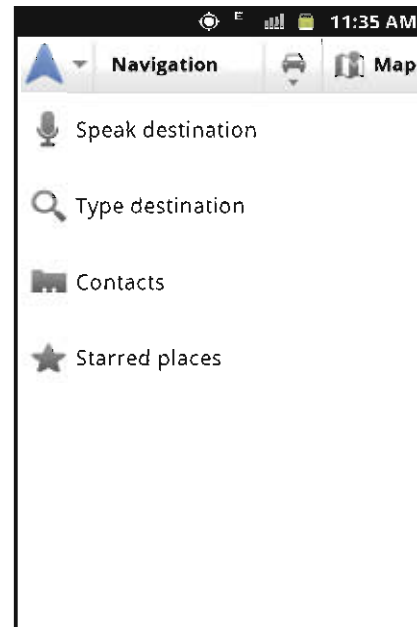 E 11:35 AM
Navigation Map
Speak destination
Type destination
Contacts
Starred places